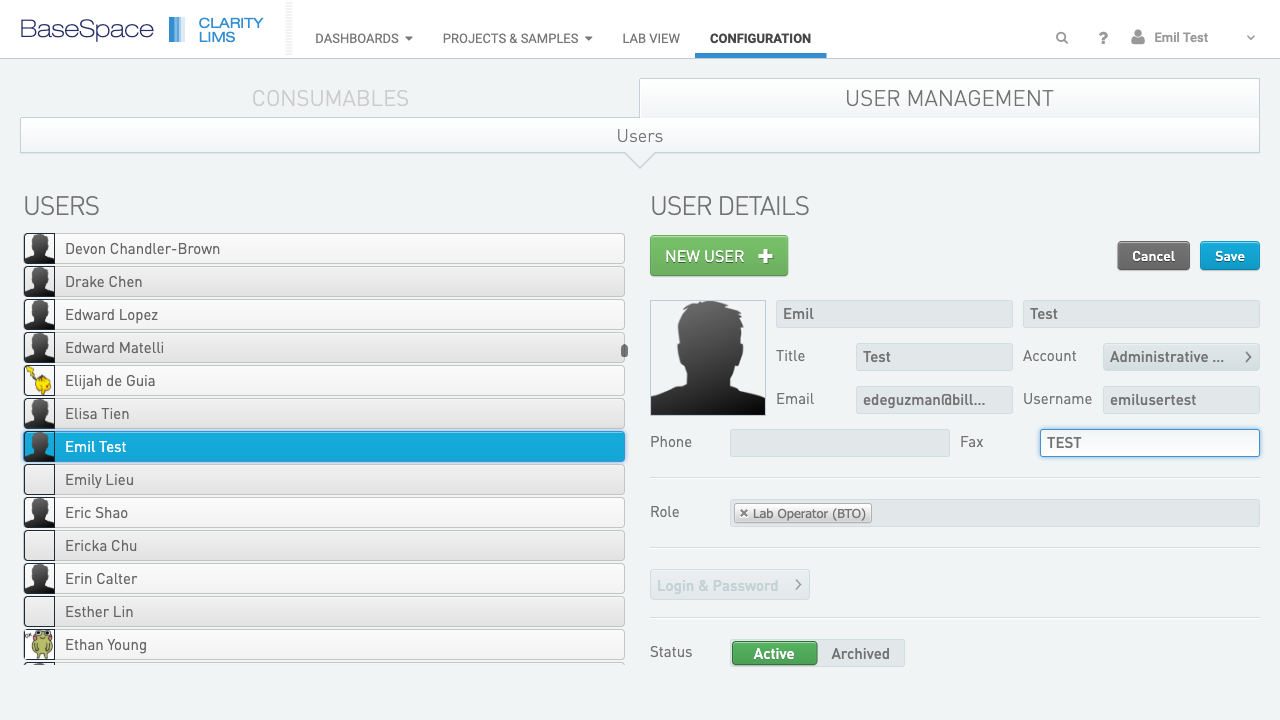 BaseSpace
CLARITY
LIMS
DASHBOARDS
PROJECTS & SAMPLES
LAB VIEW
CONFIGURATION
?
Emil Test
CONSUMABLES
USER MANAGEMENT
Users
USERS
Devon Chandler-Brown
Drake Chen
Edward Lopez
Edward Matelli
Elijah de Guia
Elisa Tien
Emil Test
Emily Lieu
Eric Shao
Ericka Chu
Erin Calter
Esther Lin
Ethan Young
USER DETAILS
NEW USER
Cancel
Save
Emil
Test
Title
Test
Account
Administrative ...
Email
edeguzman@bill...
Username
emilusertest
Phone
Fax
TEST
Role
Lab Operator (BTO)
Login & Password
Status
Active
Archived